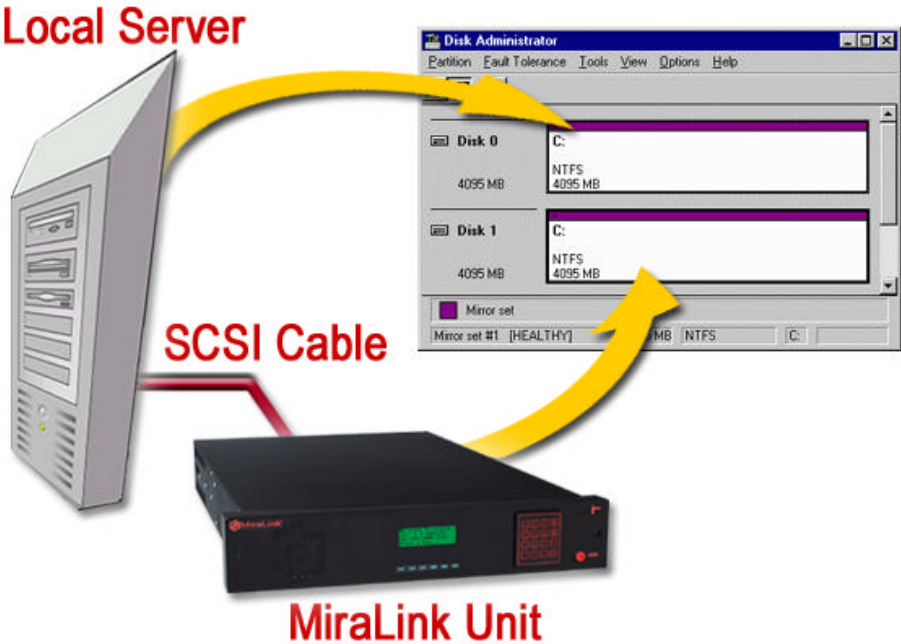 Local Server
Disk Administrator
Partition Fault Tolerance Tools View Options Help
Disk 0
4095 MB
C:
NTFS
4095 MB
Disk 1
4095 MB
C:
NTFS
4095 MB
Mirror set
Mirror set #1 [HEALTHY] MB NTFS C:
SCSI Cable
MiraLink
MiraLink Unit